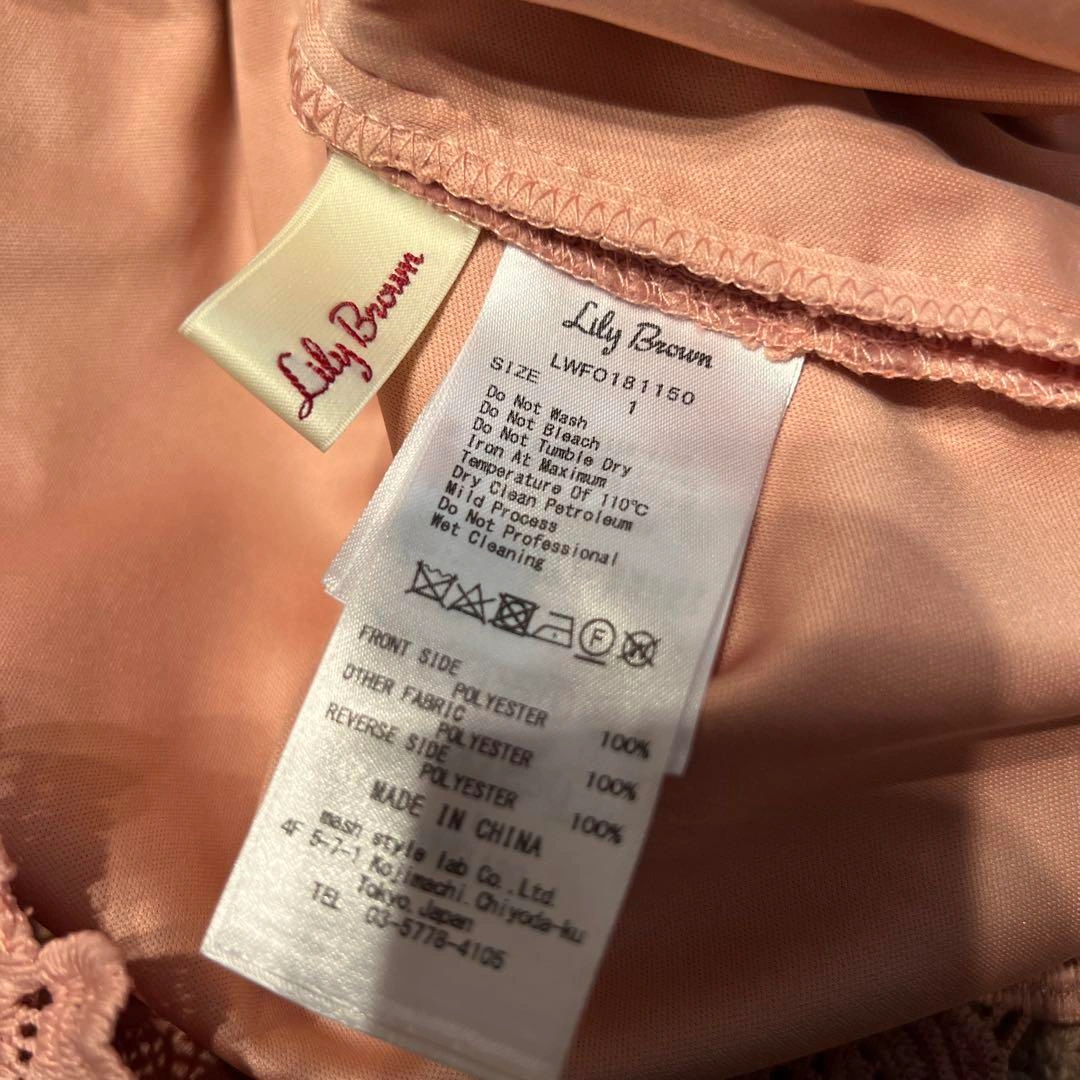 Lily Brown
Lily Brown
LWFO181150
SIZE 1
Do Not Wash
Do Not Bleach
Do Not Tumble Dry
Iron At Maximum
Temperature Of 110℃
Dry Clean Petroleum
Mild Process
Do Not Professional
Wet Cleaning
F W
FRONT SIDE
POLYESTER 100%
OTHER FABRIC
POLYESTER 100%
REVERSE SIDE
POLYESTER 100%
MADE IN CHINA
mash style lab Co.,Ltd.
4F 5-7-1 Kojimachi, Chiyoda-ku
Tokyo,Japan
TEL 03-5778-4105